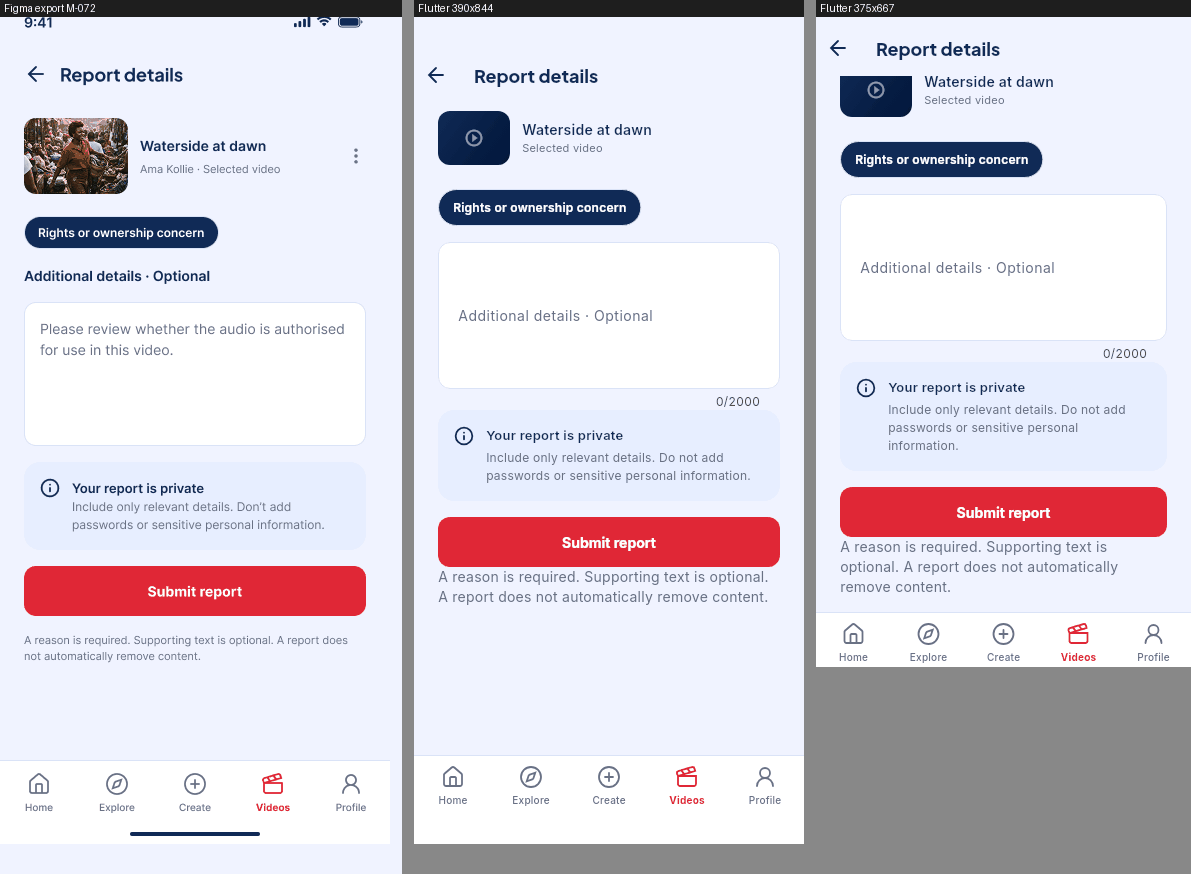 Figma export M-072
9:41
Report details
Waterside at dawn
Ama Kollie · Selected video
Rights or ownership concern
Additional details · Optional
Please review whether the audio is authorised
for use in this video.
Your report is private
Include only relevant details. Don’t add
passwords or sensitive personal information.
Submit report
A reason is required. Supporting text is optional. A report does
not automatically remove content.
Home Explore Create Videos Profile
Flutter 390x844
Report details
Waterside at dawn
Selected video
Rights or ownership concern
Additional details · Optional
0/2000
Your report is private
Include only relevant details. Do not add
passwords or sensitive personal information.
Submit report
A reason is required. Supporting text is optional.
A report does not automatically remove content.
Home Explore Create Videos Profile
Flutter 375x667
Report details
Waterside at dawn
Selected video
Rights or ownership concern
Additional details · Optional
0/2000
Your report is private
Include only relevant details. Do not add
passwords or sensitive personal
information.
Submit report
A reason is required. Supporting text is
optional. A report does not automatically
remove content.
Home Explore Create Videos Profile